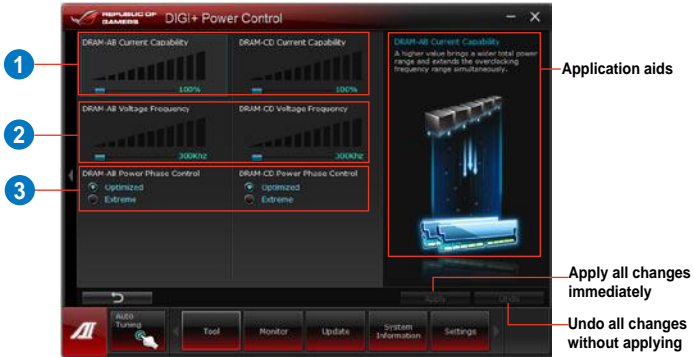 REPUBLIC OF
GAMERS
DIGI+ Power Control
DRAM-AB Current Capability
DRAM-CD Current Capability
100%
100%
DRAM-AB Voltage Frequency
DRAM-CD Voltage Frequency
300Khz
300Khz
DRAM-AB Power Phase Control
DRAM-CD Power Phase Control
Optimized
Optimized
Extreme
Extreme
DRAM-AB Current Capability
A higher value brings a wider total power
range and extends the overclocking
frequency range simultaneously.
1
2
3
Application aids
Apply
Undo
Apply all changes
immediately
Undo all changes
without applying
AI
Auto
Tuning
Tool
Monitor
Update
System
Information
Settings